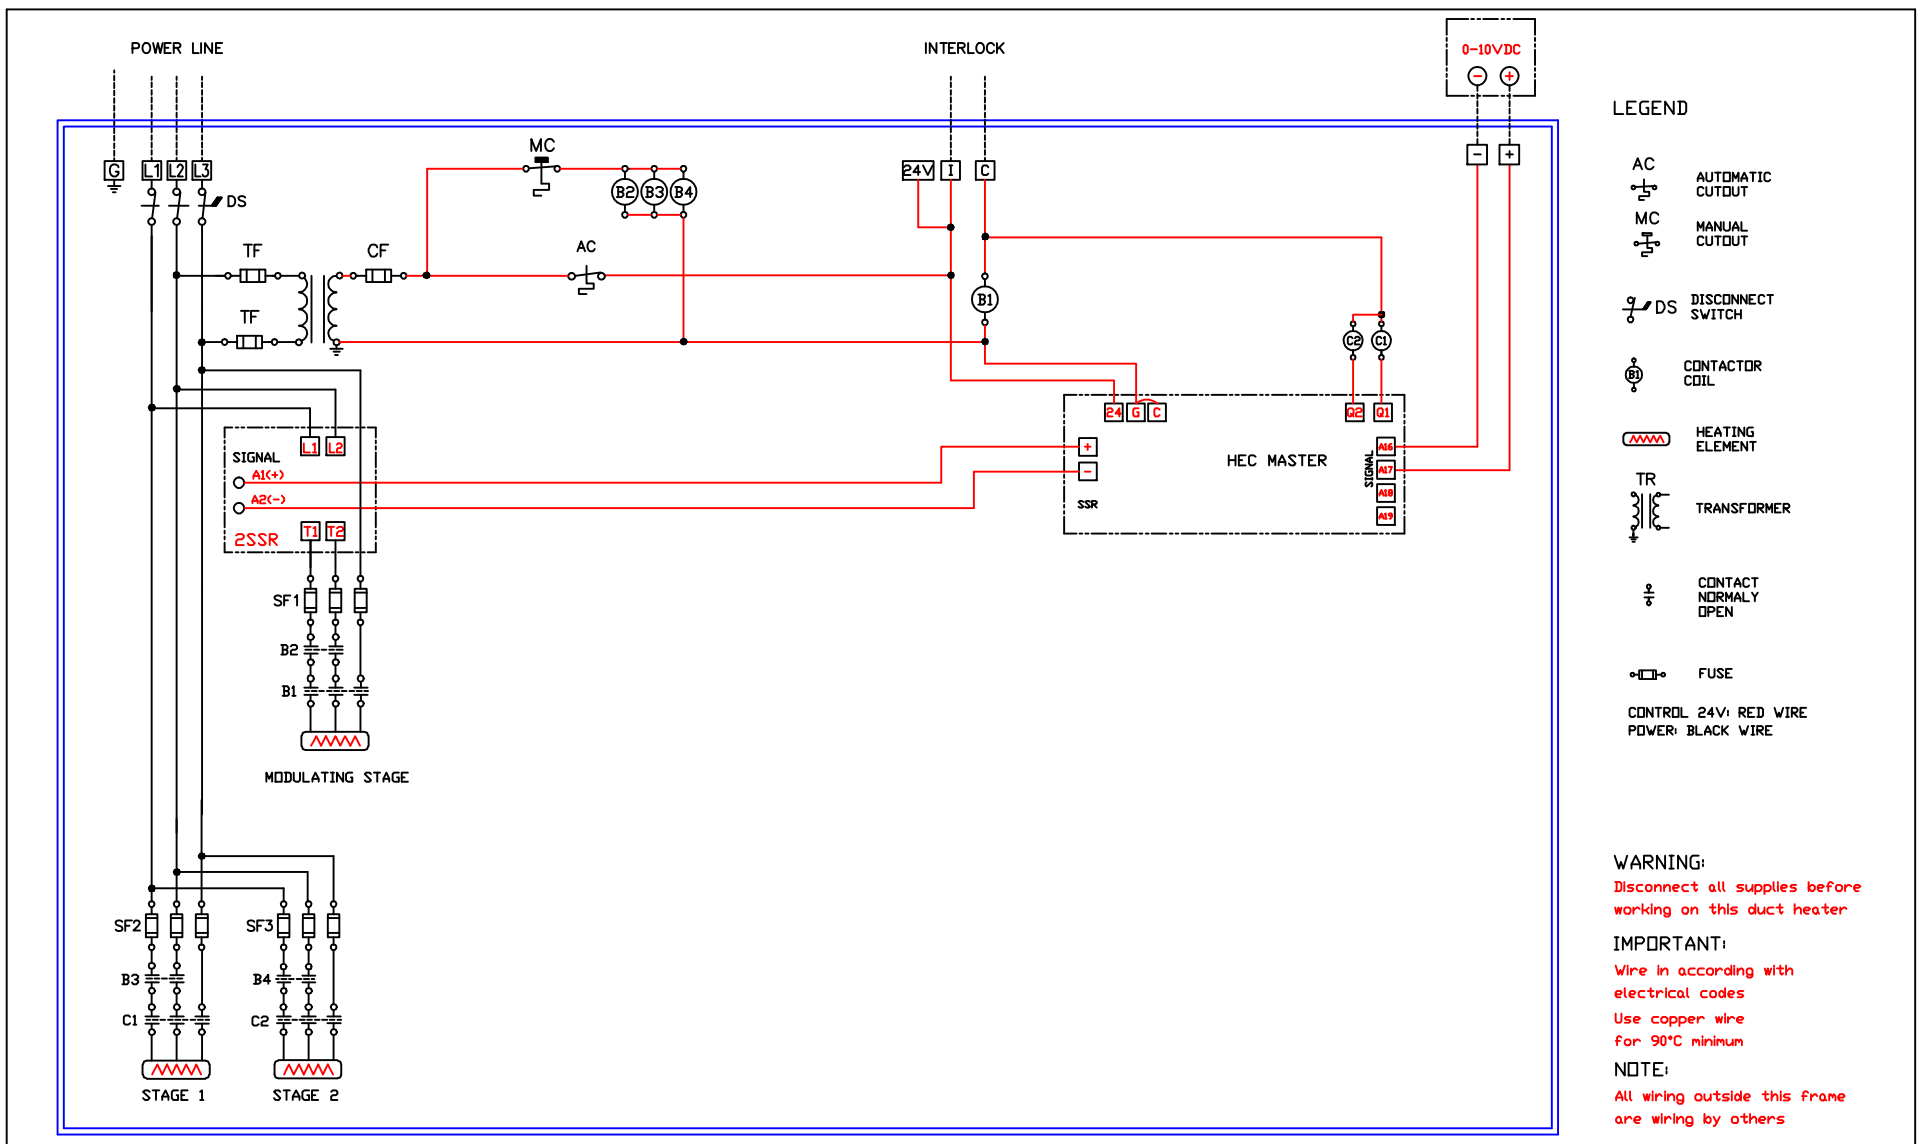 POWER LINE
INTERLOCK
0-10VDC
- +
G L1 L2 L3
DS
MC
B2 B3 B4
24V I C
- +
TF
CF
AC
TF
B1
C2 C1
24 G C
Q2 Q1
SIGNAL
L1 L2
A1(+)
A2(-)
T1 T2
2SSR
+
-
SSR
HEC MASTER
SIGNAL
A16
A17
A18
A19
SF1
B2
B1
MODULATING STAGE
SF2
SF3
B3
B4
C1
C2
STAGE 1
STAGE 2
LEGEND
AC
AUTOMATIC
CUTOUT
MC
MANUAL
CUTOUT
DS
DISCONNECT
SWITCH
B1
CONTACTOR
COIL
HEATING
ELEMENT
TR
TRANSFORMER
CONTACT
NORMALY
OPEN
FUSE
CONTROL 24V: RED WIRE
POWER: BLACK WIRE
WARNING:
Disconnect all supplies before
working on this duct heater
IMPORTANT:
Wire in according with
electrical codes
Use copper wire
for 90°C minimum
NOTE:
All wiring outside this frame
are wiring by others